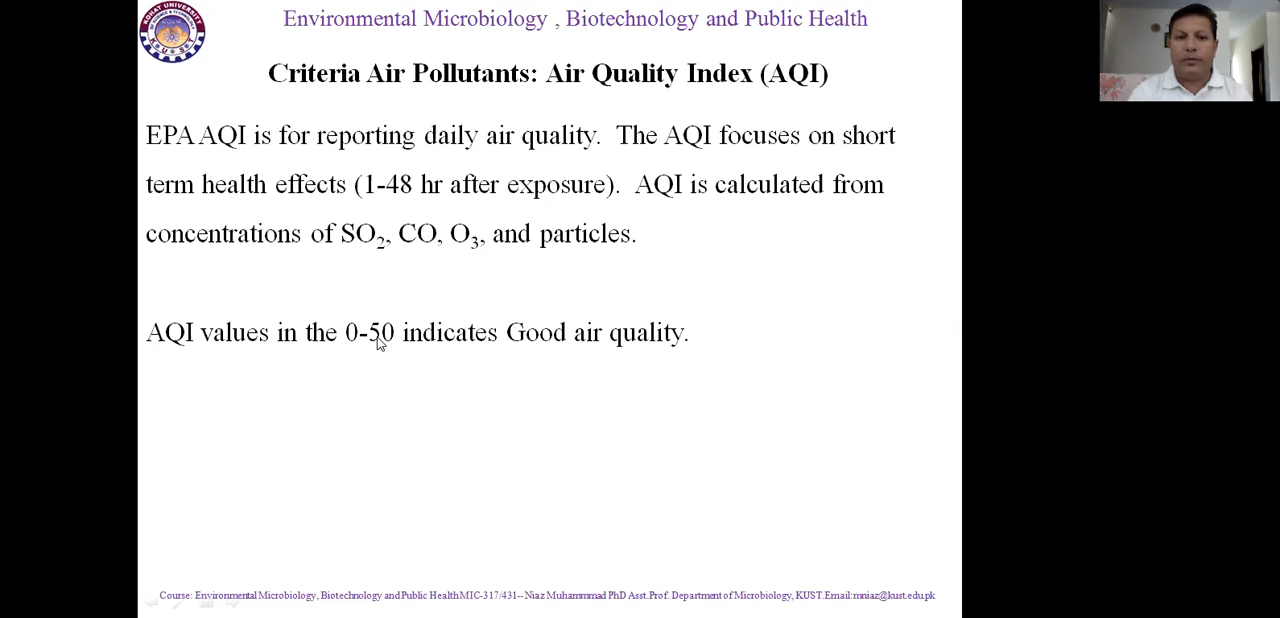 KOHAT UNIVERSITY
K U S T
Environmental Microbiology , Biotechnology and Public Health
Criteria Air Pollutants: Air Quality Index (AQI)
EPA AQI is for reporting daily air quality. The AQI focuses on short
term health effects (1-48 hr after exposure). AQI is calculated from
concentrations of SO2, CO, O3, and particles.
AQI values in the 0-50 indicates Good air quality.
Course: Environmental Microbiology, Biotechnology and Public Health MIC-317/431-- Niaz Muhammmad PhD Asst.Prof. Department of Microbiology, KUST.Email:mniaz@kust.edu.pk